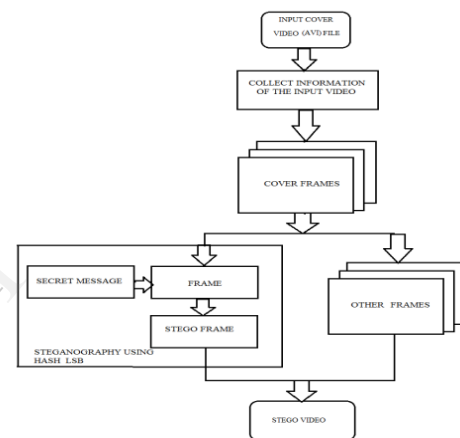 INPUT COVER
VIDEO (AVI) FILE
COLLECT INFORMATION
OF THE INPUT VIDEO
COVER FRAMES
SECRET MESSAGE
FRAME
OTHER FRAMES
STEGO FRAME
STEGANOGRAPHY USING
HASH LSB
STEGO VIDEO